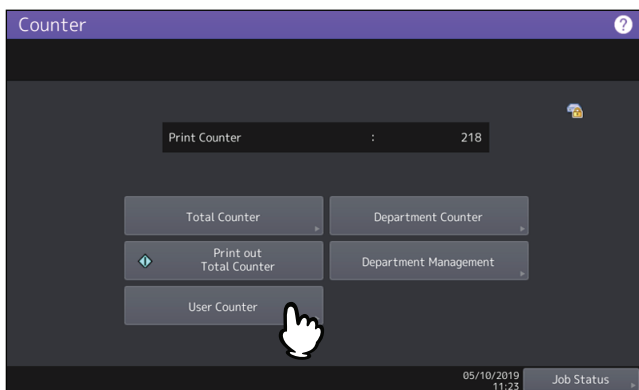 Counter
?
Print Counter : 218
Total Counter
Department Counter
Print out
Total Counter
Department Management
User Counter
05/10/2019
11:23
Job Status